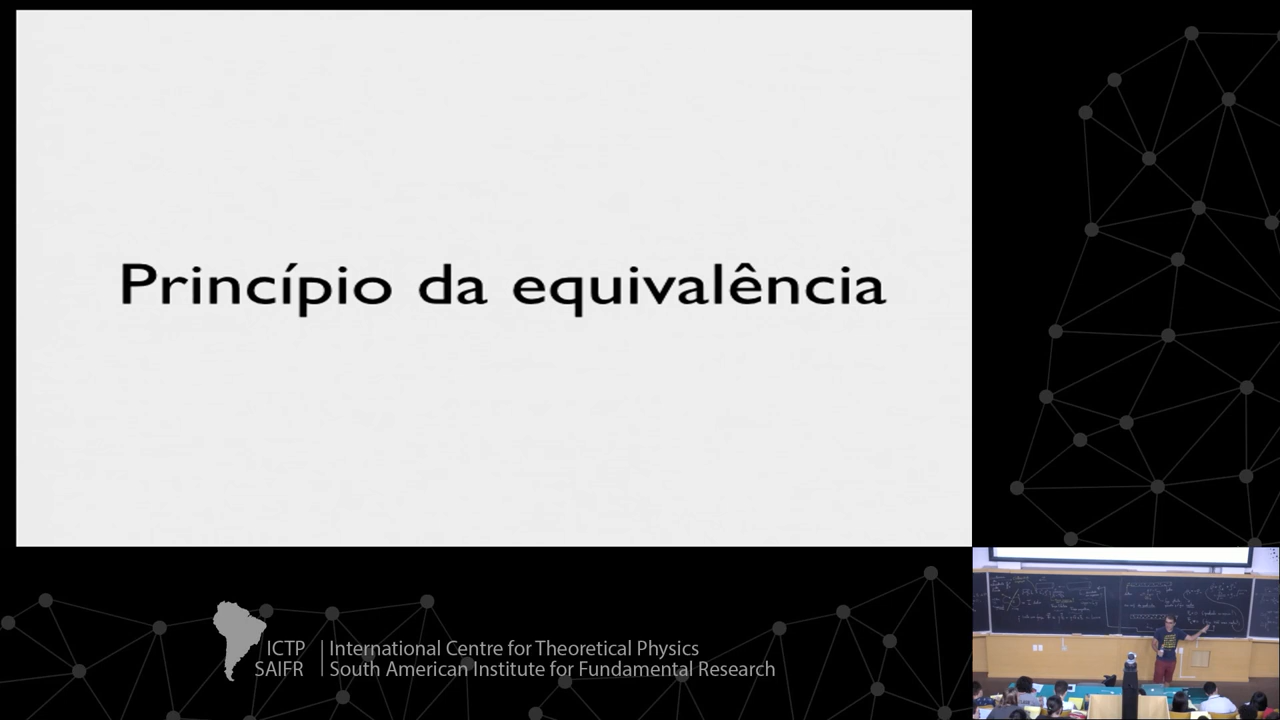 Princípio da equivalência
ICTP
SAIFR
International Centre for Theoretical Physics
South American Institute for Fundamental Research